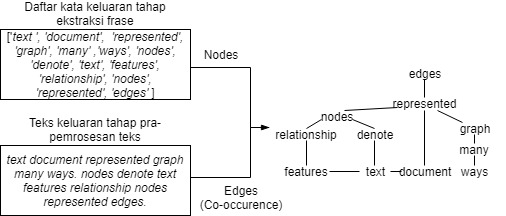 Daftar kata keluaran tahap
ekstraksi frase
['text ', 'document', 'represented',
'graph', 'many' ,'ways', 'nodes',
'denote', 'text', 'features',
'relationship', 'nodes',
'represented', 'edges' ]
Teks keluaran tahap pra-
pemrosesan teks
text document represented graph
many ways. nodes denote text
features relationship nodes
represented edges.
Nodes
Edges
(Co-occurence)
edges
represented
nodes
graph
relationship denote
many
features text document ways